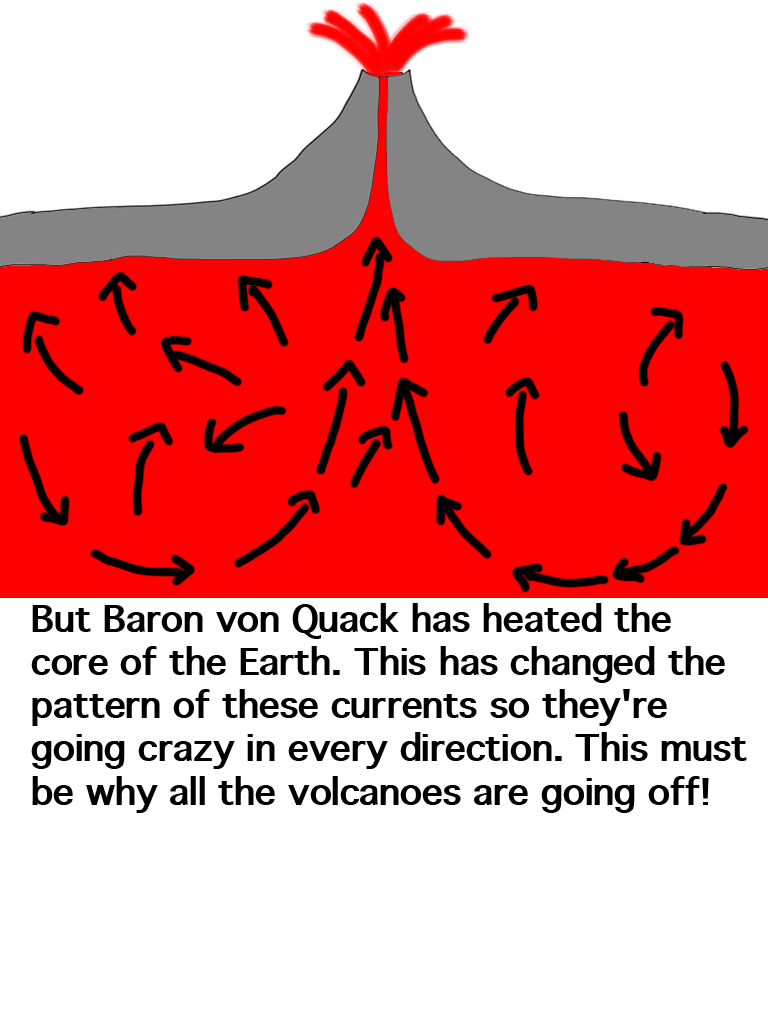 But Baron von Quack has heated the
core of the Earth. This has changed the
pattern of these currents so they're
going crazy in every direction. This must
be why all the volcanoes are going off!